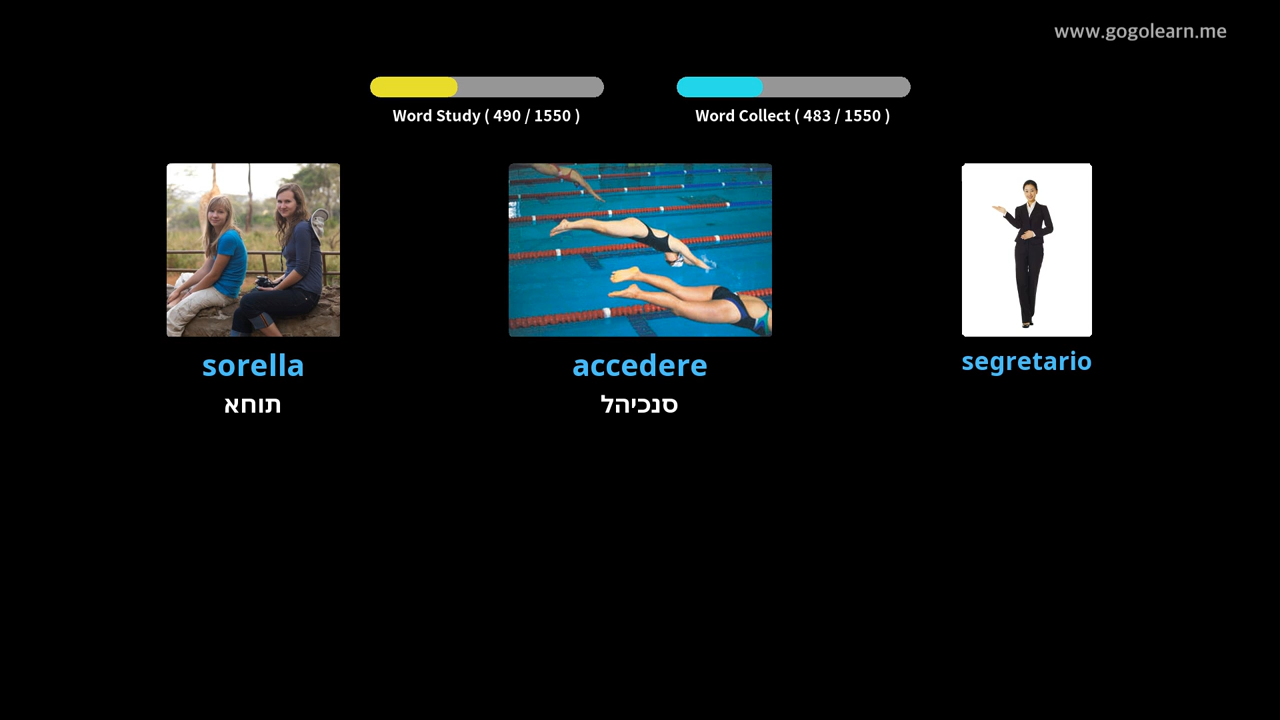 www.gogolearn.me
Word Study ( 490 / 1550 )
Word Collect ( 483 / 1550 )
sorella
accedere
segretario
תוחא
סנכיהל